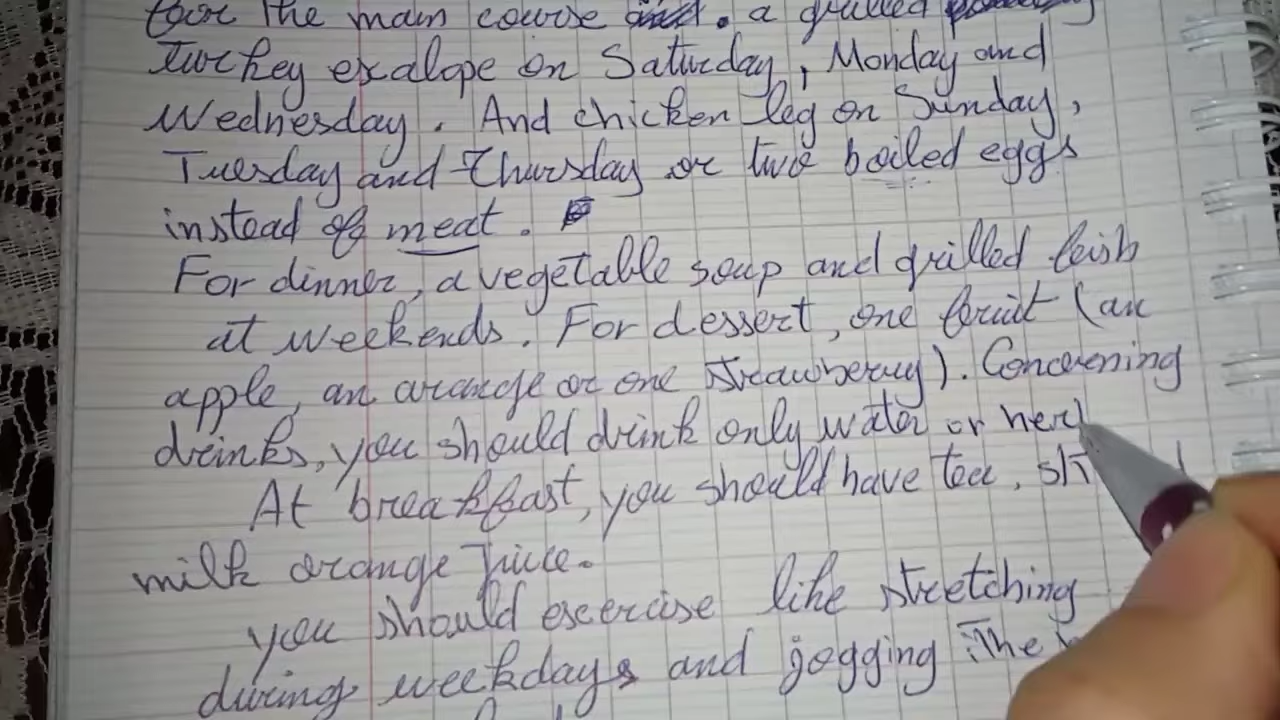 for the main course . a grilled
turkey escalope on Saturday, Monday and
Wednesday. And chicken leg on Sunday,
Tuesday and Thursday or two boiled eggs
instead of meat.
For dinner, a vegetable soup and grilled fish
at weekends. For dessert, one fruit (an
apple, an orange or one strawberry). Concerning
drinks, you should drink only water or her
At breakfast, you should have tea,
milk orange Juice.
you should exercise like stretching
during weekdays and jogging The